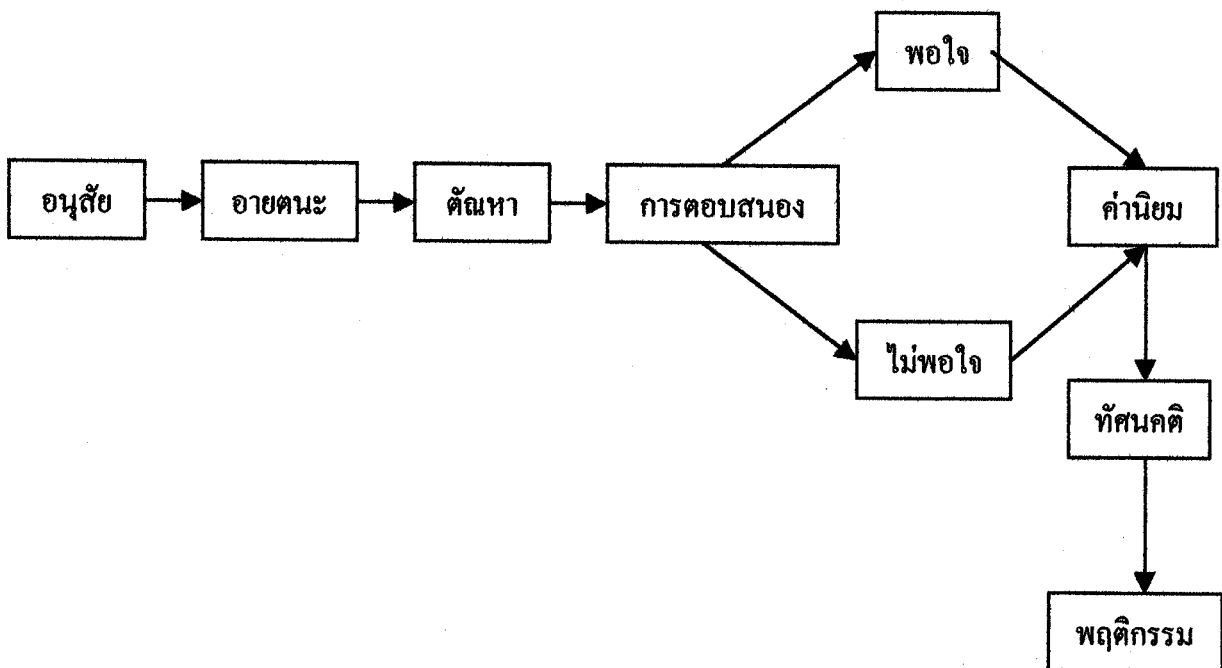 พอใจ
อนุสัย
อายตนะ
ตัณหา
การตอบสนอง
ค่านิยม
ไม่พอใจ
ทัศนคติ
พฤติกรรม